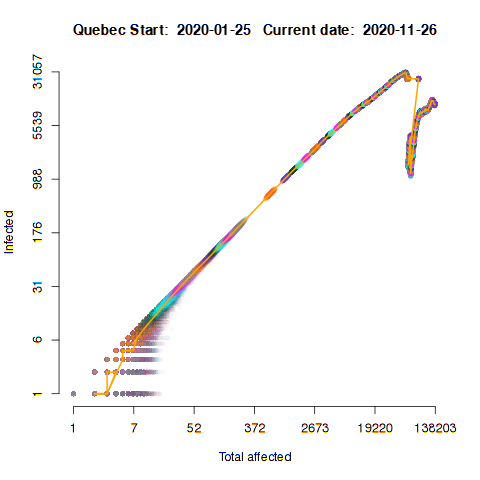 Quebec Start: 2020-01-25 Current date: 2020-11-26
31057
5539
988
176
31
6
1
Infected
1 7 52 372 2673 19220 138203
Total affected